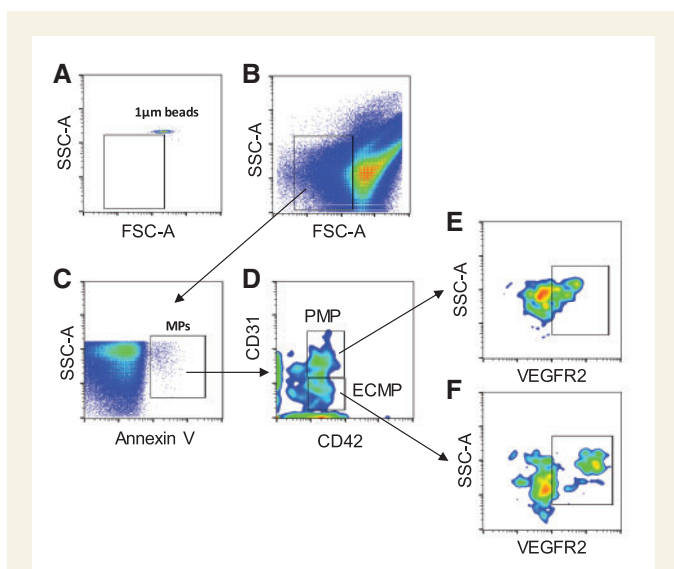 A
1µm beads
SSC-A
FSC-A
B
SSC-A
FSC-A
C
MPs
SSC-A
Annexin V
D
PMP
CD31
ECMP
CD42
E
SSC-A
VEGFR2
F
SSC-A
VEGFR2